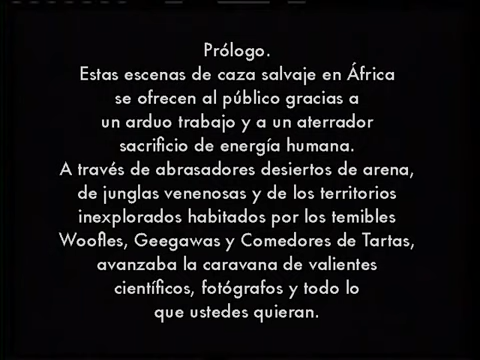 Prólogo.
Estas escenas de caza salvaje en África
se ofrecen al público gracias a
un arduo trabajo y a un aterrador
sacrificio de energía humana.
A través de abrasadores desiertos de arena,
de junglas venenosas y de los territorios
inexplorados habitados por los temibles
Woofles, Geegawas y Comedores de Tartas,
avanzaba la caravana de valientes
científicos, fotógrafos y todo lo
que ustedes quieran.